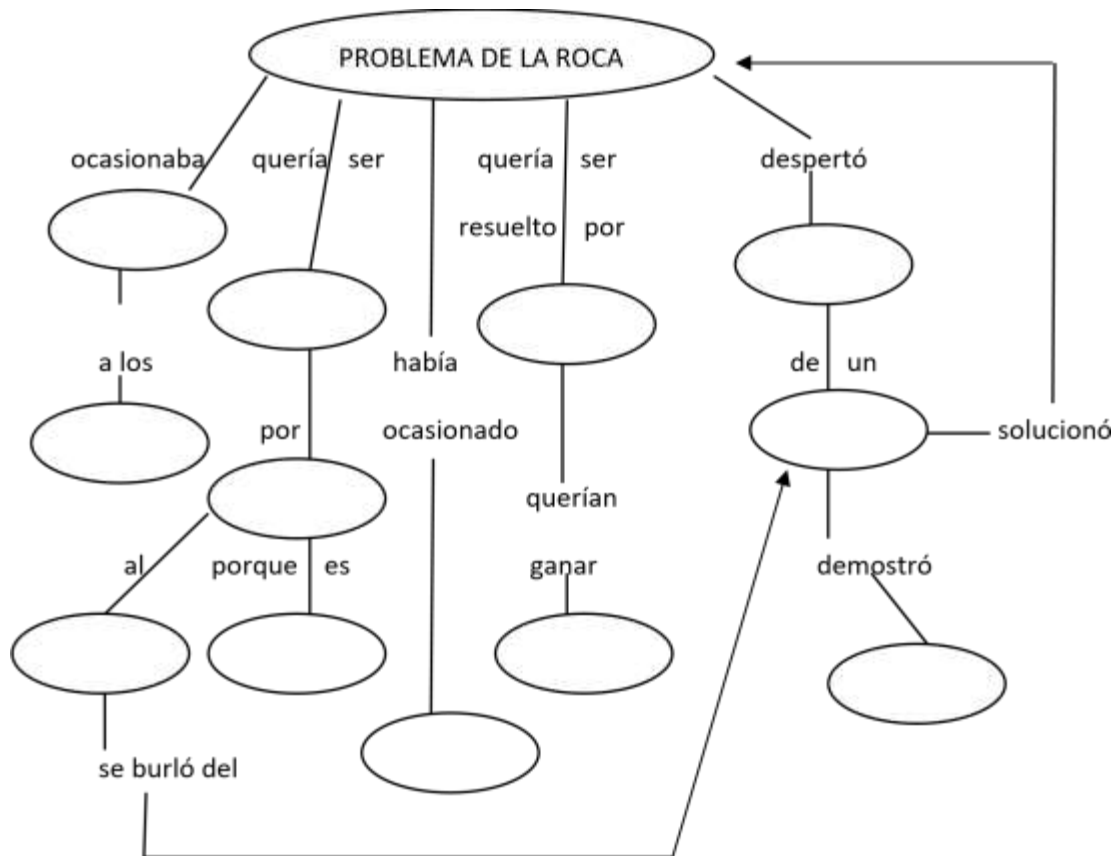 PROBLEMA DE LA ROCA
ocasionaba
quería ser
quería ser
despertó
resuelto por
a los
había
de un
por
ocasionado
solucionó
querían
al
porque es
ganar
demostró
se burló del